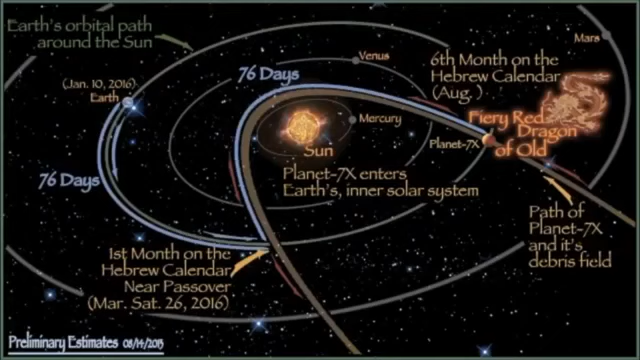 Earth's orbital path
around the Sun
Venus
Mars
76 Days
6th Month on the
Hebrew Calendar
(Aug. )
(Jan. 10, 2016)
Earth
Mercury
Fiery Red
Dragon
of Old
Planet-7X
Sun
Planet-7X enters
Earth's, inner solar system
76 Days
Path of
Planet-7X
and it's
debris field
1st Month on the
Hebrew Calendar
Near Passover
(Mar. Sat. 26, 2016)
Preliminary Estimates 08/14/2015